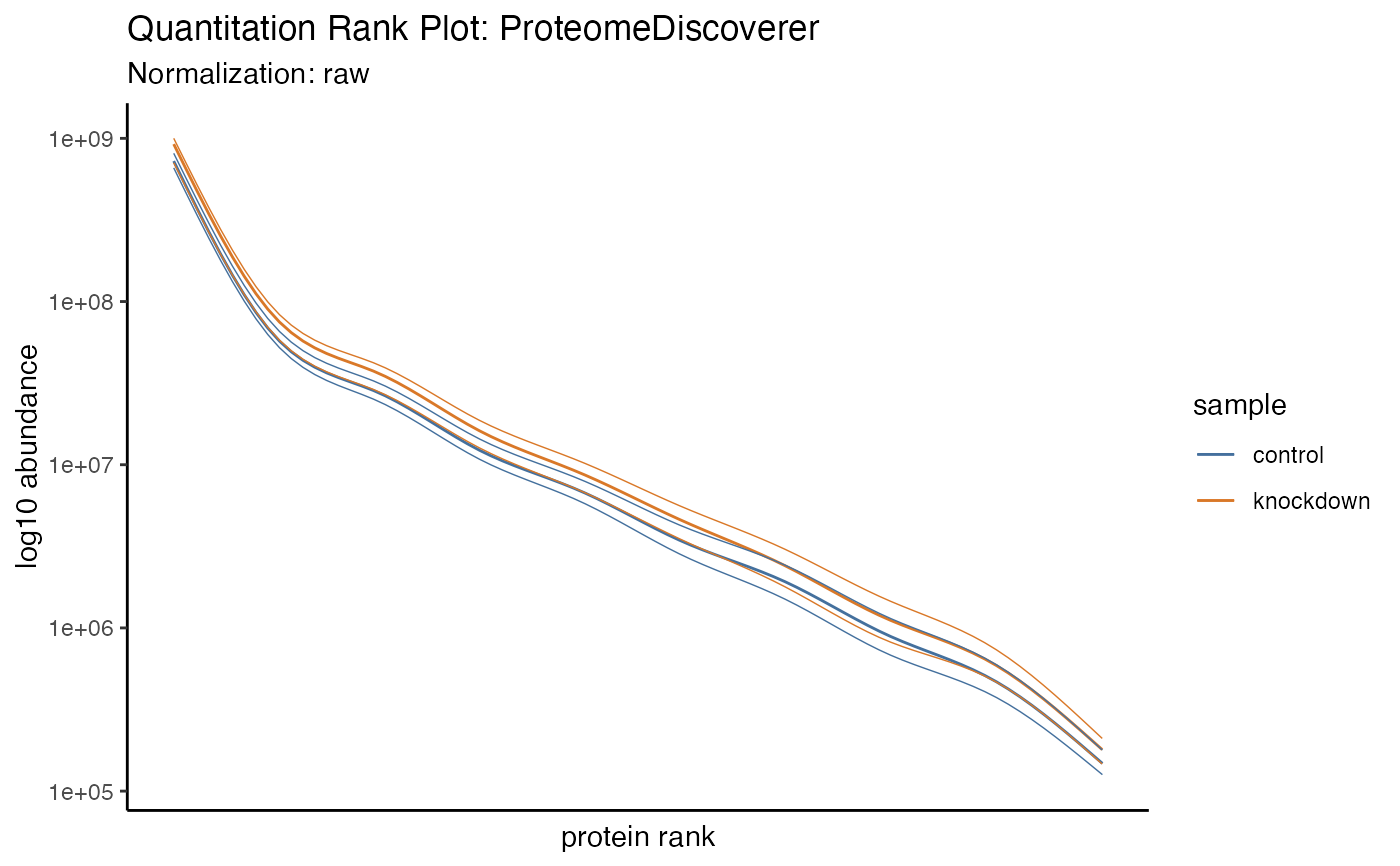 Quantitation Rank Plot: ProteomeDiscoverer
Normalization: raw
1e+09
1e+08
1e+07
1e+06
1e+05
log10 abundance
protein rank
sample
control
knockdown